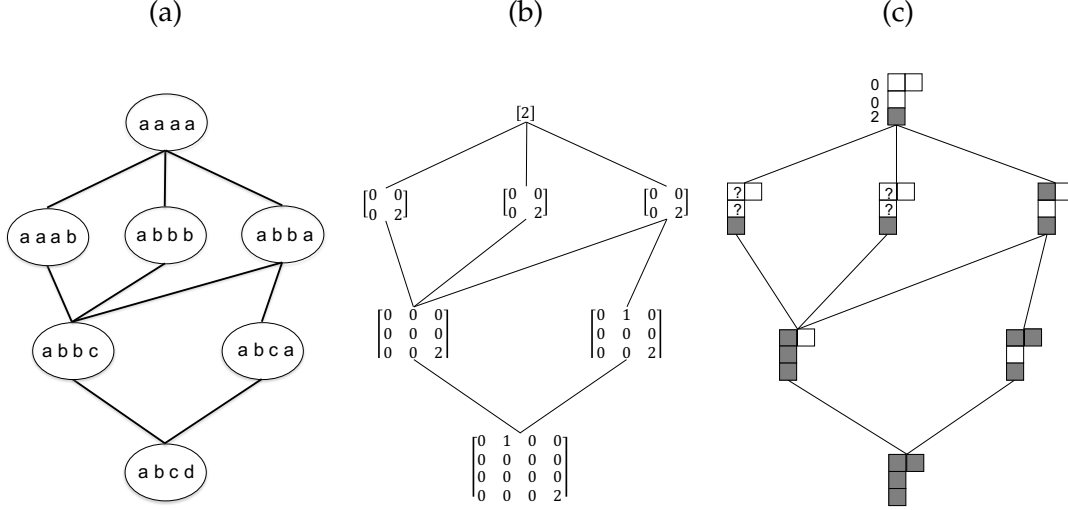 (a) (b) (c)
a a a a
[2]
0
0
2
a a a b
a b b b
a b b a
0 0
0 2
0 0
0 2
0 0
0 2
?
?
?
?
a b b c
a b c a
0 0 0
0 0 0
0 0 2
0 1 0
0 0 0
0 0 2
a b c d
0 1 0 0
0 0 0 0
0 0 0 0
0 0 0 2